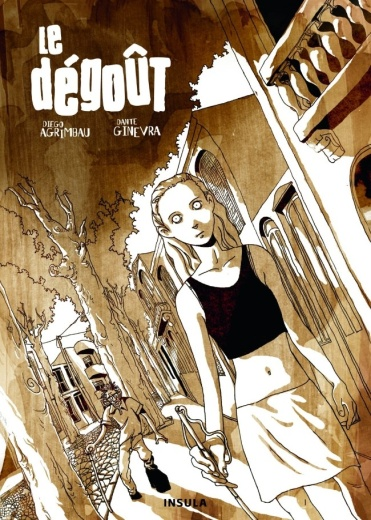 LE
DÉGOÛT
DIEGO
AGRIMBAU
DANTE
GINEVRA
INSULA